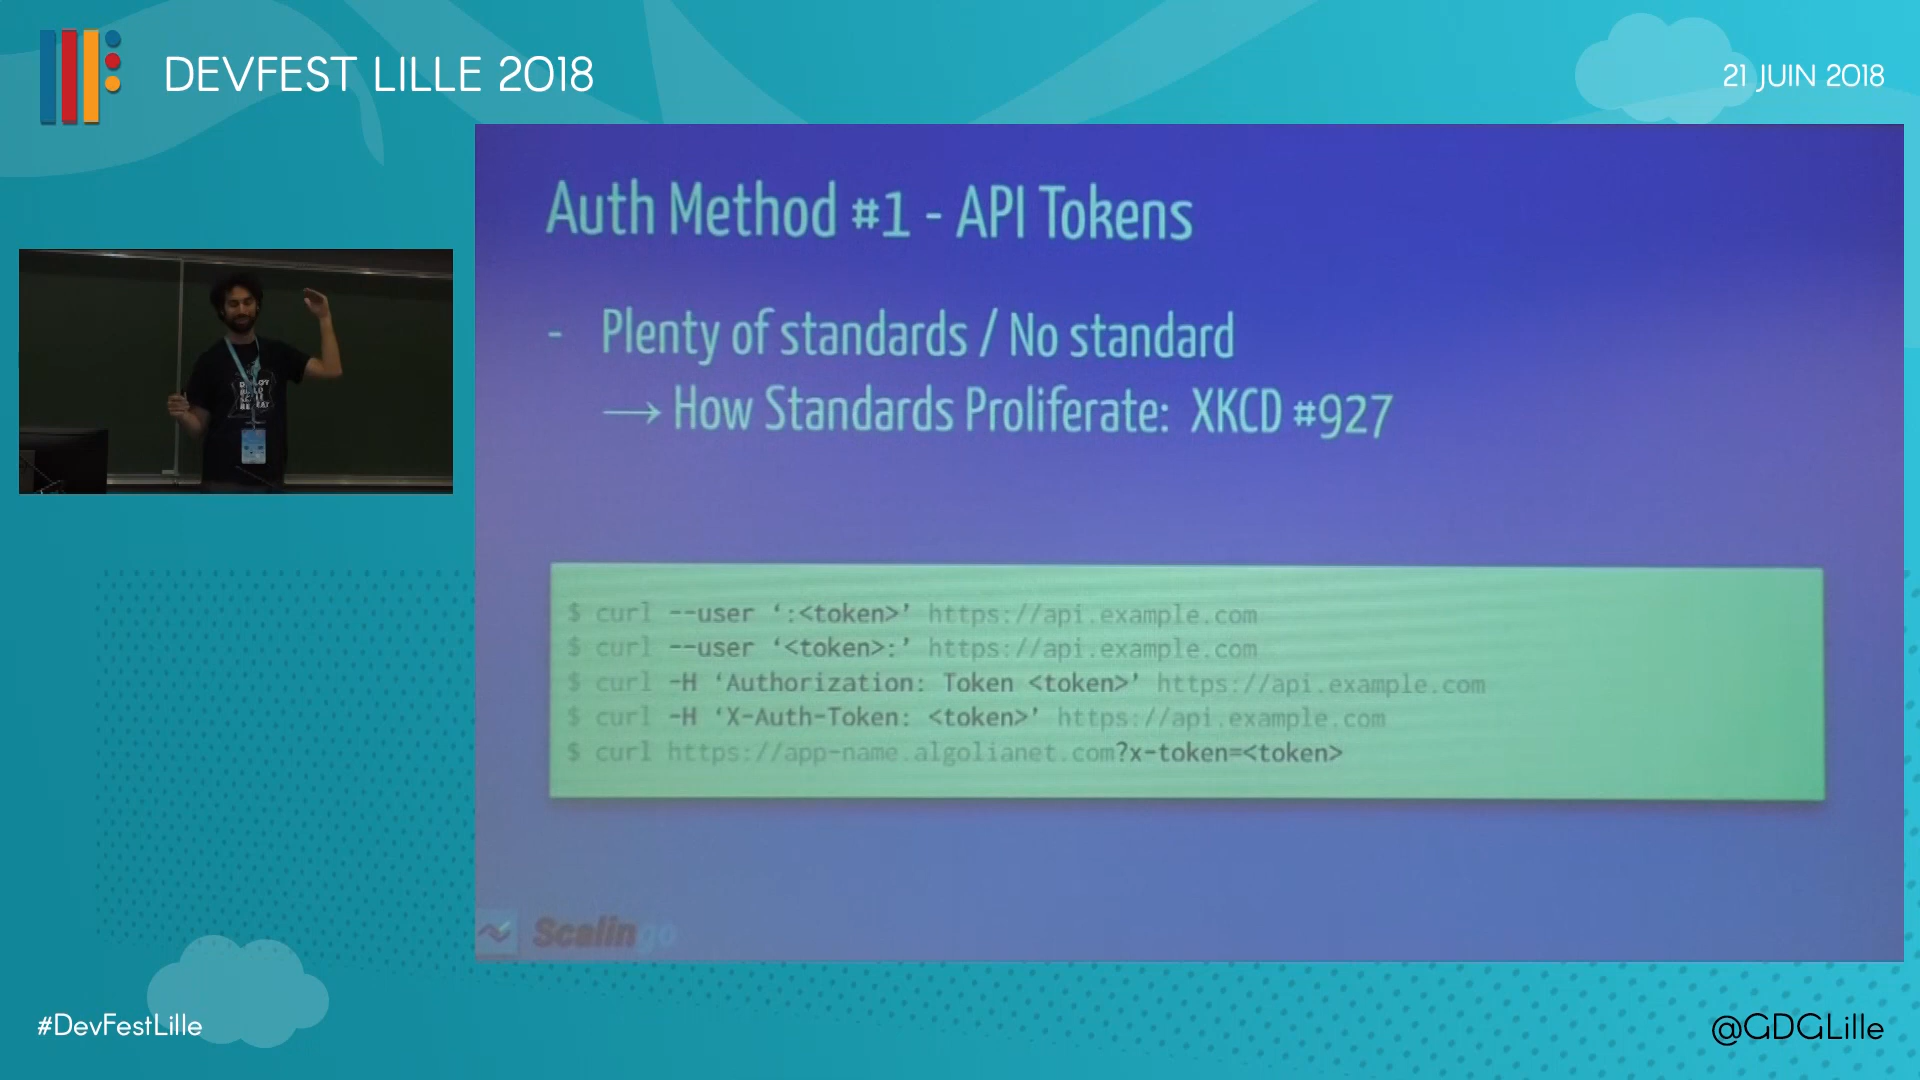 DEVFEST LILLE 2018
21 JUIN 2018
Auth Method #1 - API Tokens
- Plenty of standards / No standard
→ How Standards Proliferate: XKCD #927
$ curl --user ‘:<token>’ https://api.example.com
$ curl --user ‘<token>:’ https://api.example.com
$ curl -H ‘Authorization: Token <token>’ https://api.example.com
$ curl -H ‘X-Auth-Token: <token>’ https://api.example.com
$ curl https://app-name.algolianet.com?x-token=<token>
Scalingo
#DevFestLille
@GDGLille